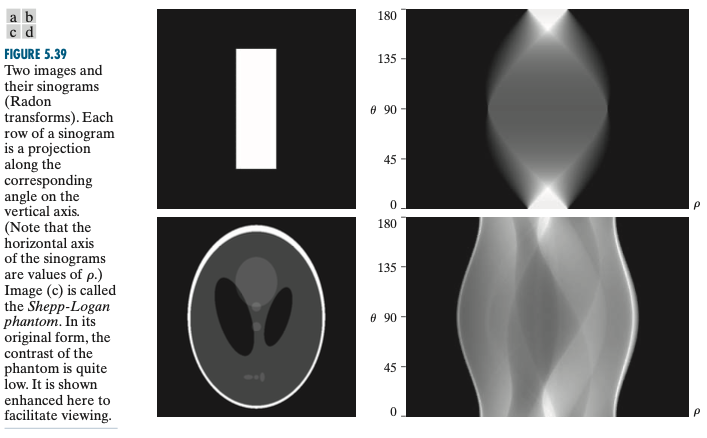 a b
c d
FIGURE 5.39
Two images and
their sinograms
(Radon
transforms). Each
row of a sinogram
is a projection
along the
corresponding
angle on the
vertical axis.
(Note that the
horizontal axis
of the sinograms
are values of ρ.)
Image (c) is called
the Shepp-Logan
phantom. In its
original form, the
contrast of the
phantom is quite
low. It is shown
enhanced here to
facilitate viewing.
180
135
θ 90
45
0
ρ
180
135
θ 90
45
0
ρ